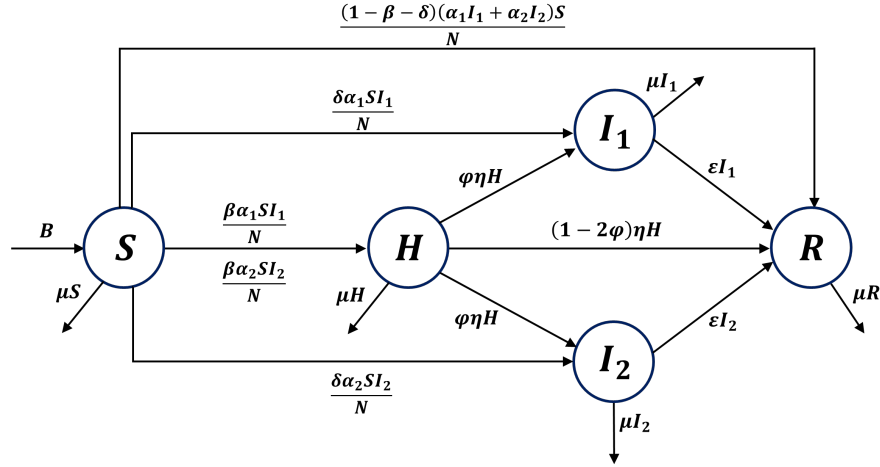 (1 − β − δ)(α₁I₁ + α₂I₂)S
N
μI₁
δα₁SI₁
N
I₁
φηH
εI₁
B
βα₁SI₁
N
(1 − 2φ)ηH
S
H
R
μS
βα₂SI₂
N
μH
φηH
εI₂
μR
I₂
δα₂SI₂
N
μI₂